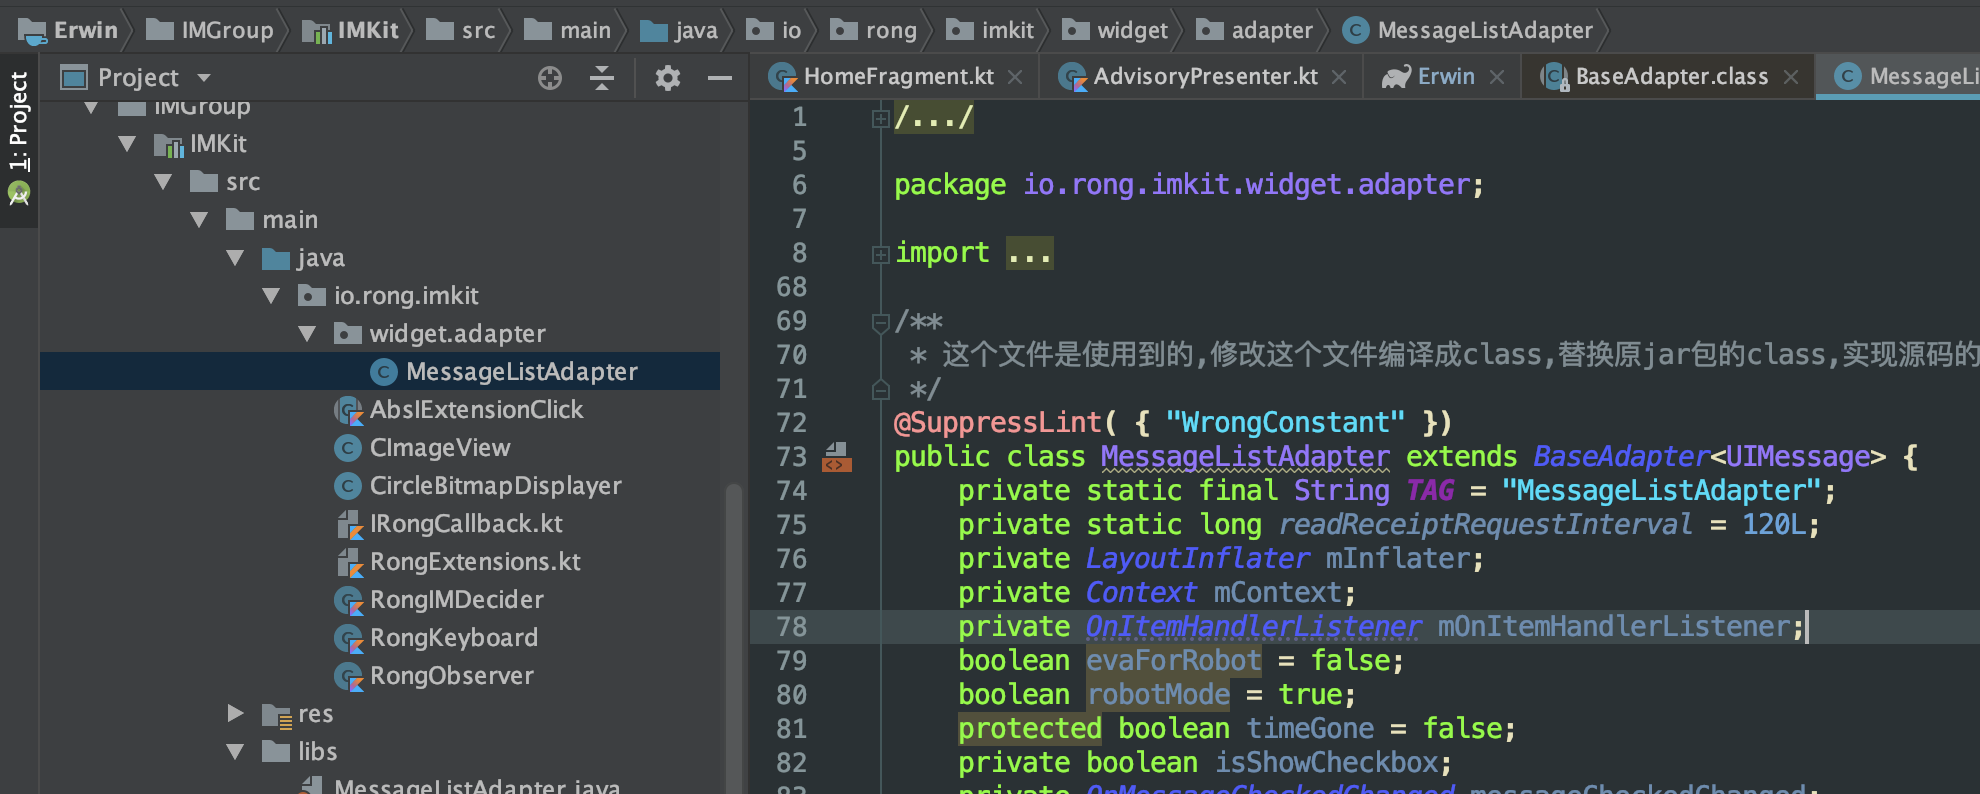 Erwin IMGroup IMKit src main java io rong imkit widget adapter MessageListAdapter
1: Project
Project
IMGroup
IMKit
src
main
java
io.rong.imkit
widget.adapter
MessageListAdapter
AbsIExtensionClick
CImageView
CircleBitmapDisplayer
IRongCallback.kt
RongExtensions.kt
RongIMDecider
RongKeyboard
RongObserver
res
libs
MessageListAdapter.java
HomeFragment.kt AdvisoryPresenter.kt Erwin BaseAdapter.class MessageLi
1 /.../
5
6 package io.rong.imkit.widget.adapter;
7
8 import ...
68
69 /**
70 * 这个文件是使用到的,修改这个文件编译成class,替换原jar包的class,实现源码的
71 */
72 @SuppressLint( { "WrongConstant" })
73 public class MessageListAdapter extends BaseAdapter<UIMessage> {
74 private static final String TAG = "MessageListAdapter";
75 private static long readReceiptRequestInterval = 120L;
76 private LayoutInflater mInflater;
77 private Context mContext;
78 private OnItemHandlerListener mOnItemHandlerListener;
79 boolean evaForRobot = false;
80 boolean robotMode = true;
81 protected boolean timeGone = false;
82 private boolean isShowCheckbox;
83 private OnMessageCheckedChanged messageCheckedChanged;